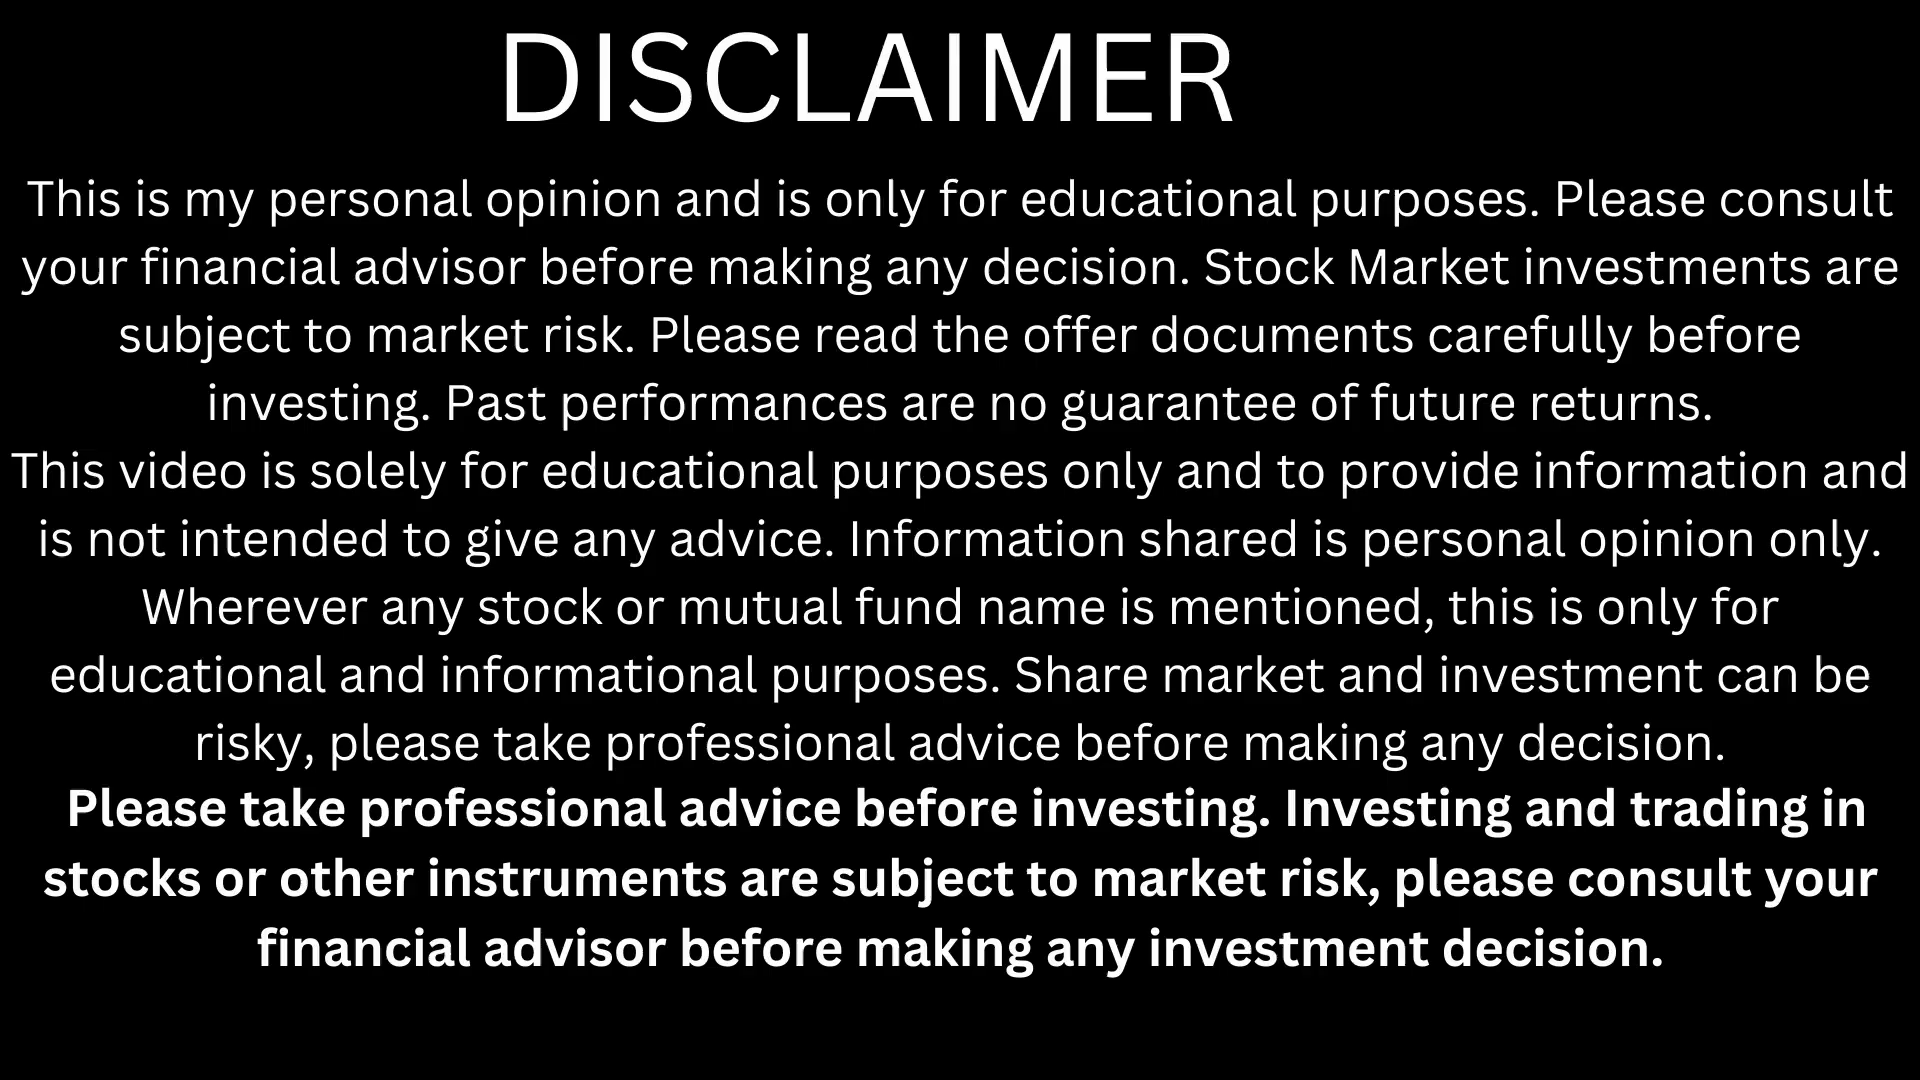 DISCLAIMER
This is my personal opinion and is only for educational purposes. Please consult
your financial advisor before making any decision. Stock Market investments are
subject to market risk. Please read the offer documents carefully before
investing. Past performances are no guarantee of future returns.
This video is solely for educational purposes only and to provide information and
is not intended to give any advice. Information shared is personal opinion only.
Wherever any stock or mutual fund name is mentioned, this is only for
educational and informational purposes. Share market and investment can be
risky, please take professional advice before making any decision.
Please take professional advice before investing. Investing and trading in
stocks or other instruments are subject to market risk, please consult your
financial advisor before making any investment decision.